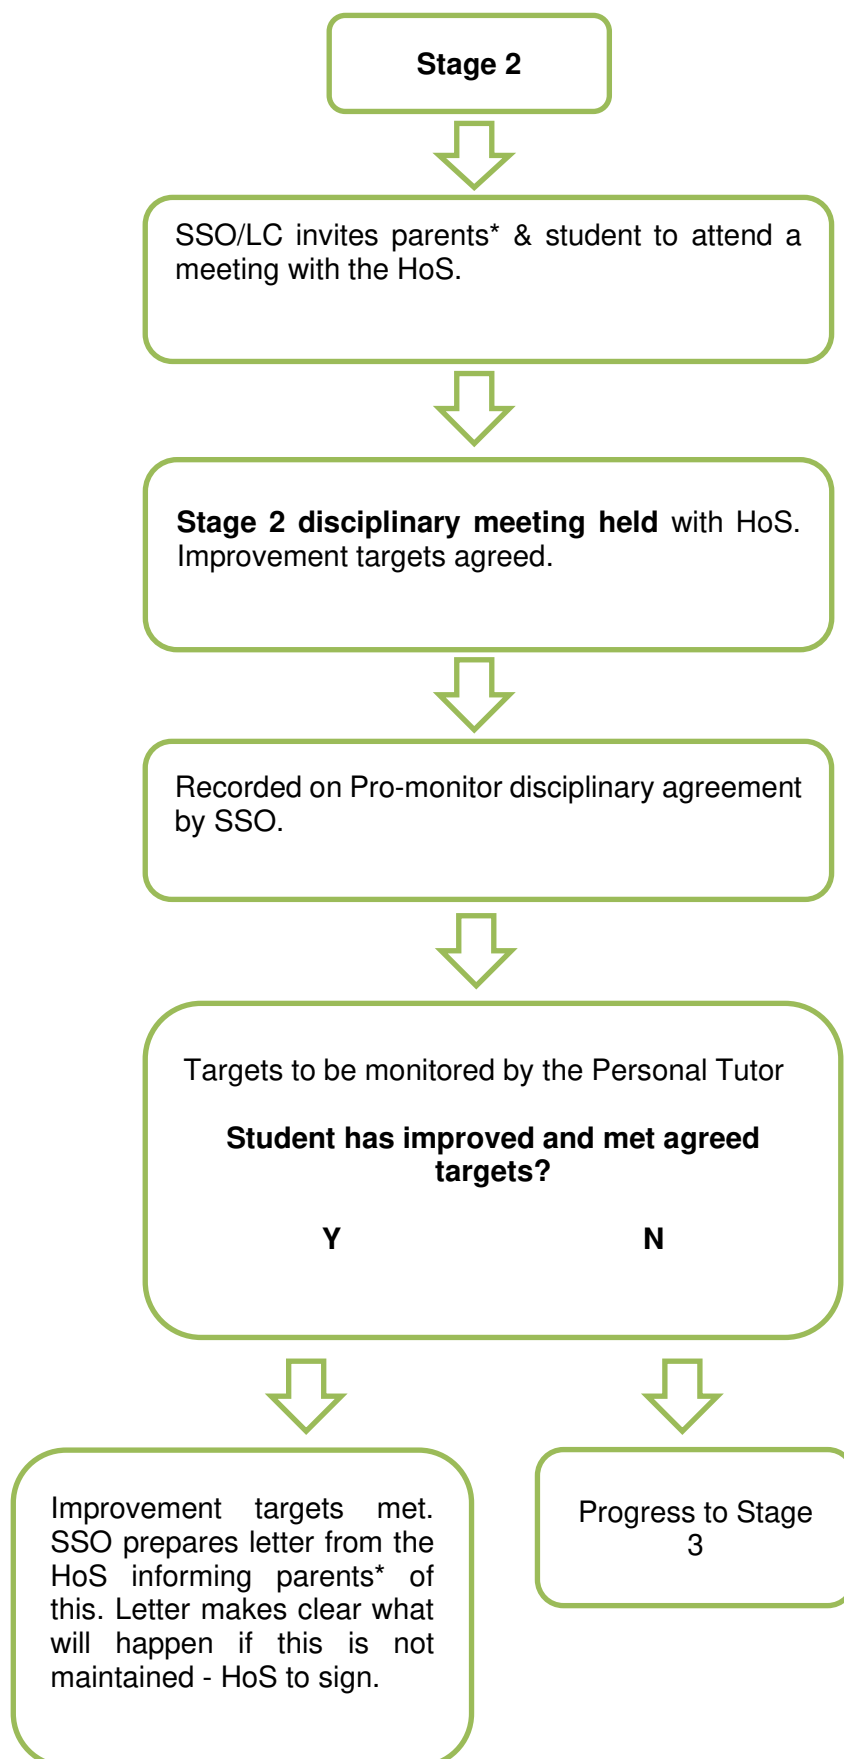 Stage 2
SSO/LC invites parents* & student to attend a
meeting with the HoS.
Stage 2 disciplinary meeting held with HoS.
Improvement targets agreed.
Recorded on Pro-monitor disciplinary agreement
by SSO.
Targets to be monitored by the Personal Tutor
Student has improved and met agreed
targets?
Y N
Improvement targets met.
SSO prepares letter from the
HoS informing parents* of
this. Letter makes clear what
will happen if this is not
maintained - HoS to sign.
Progress to Stage
3